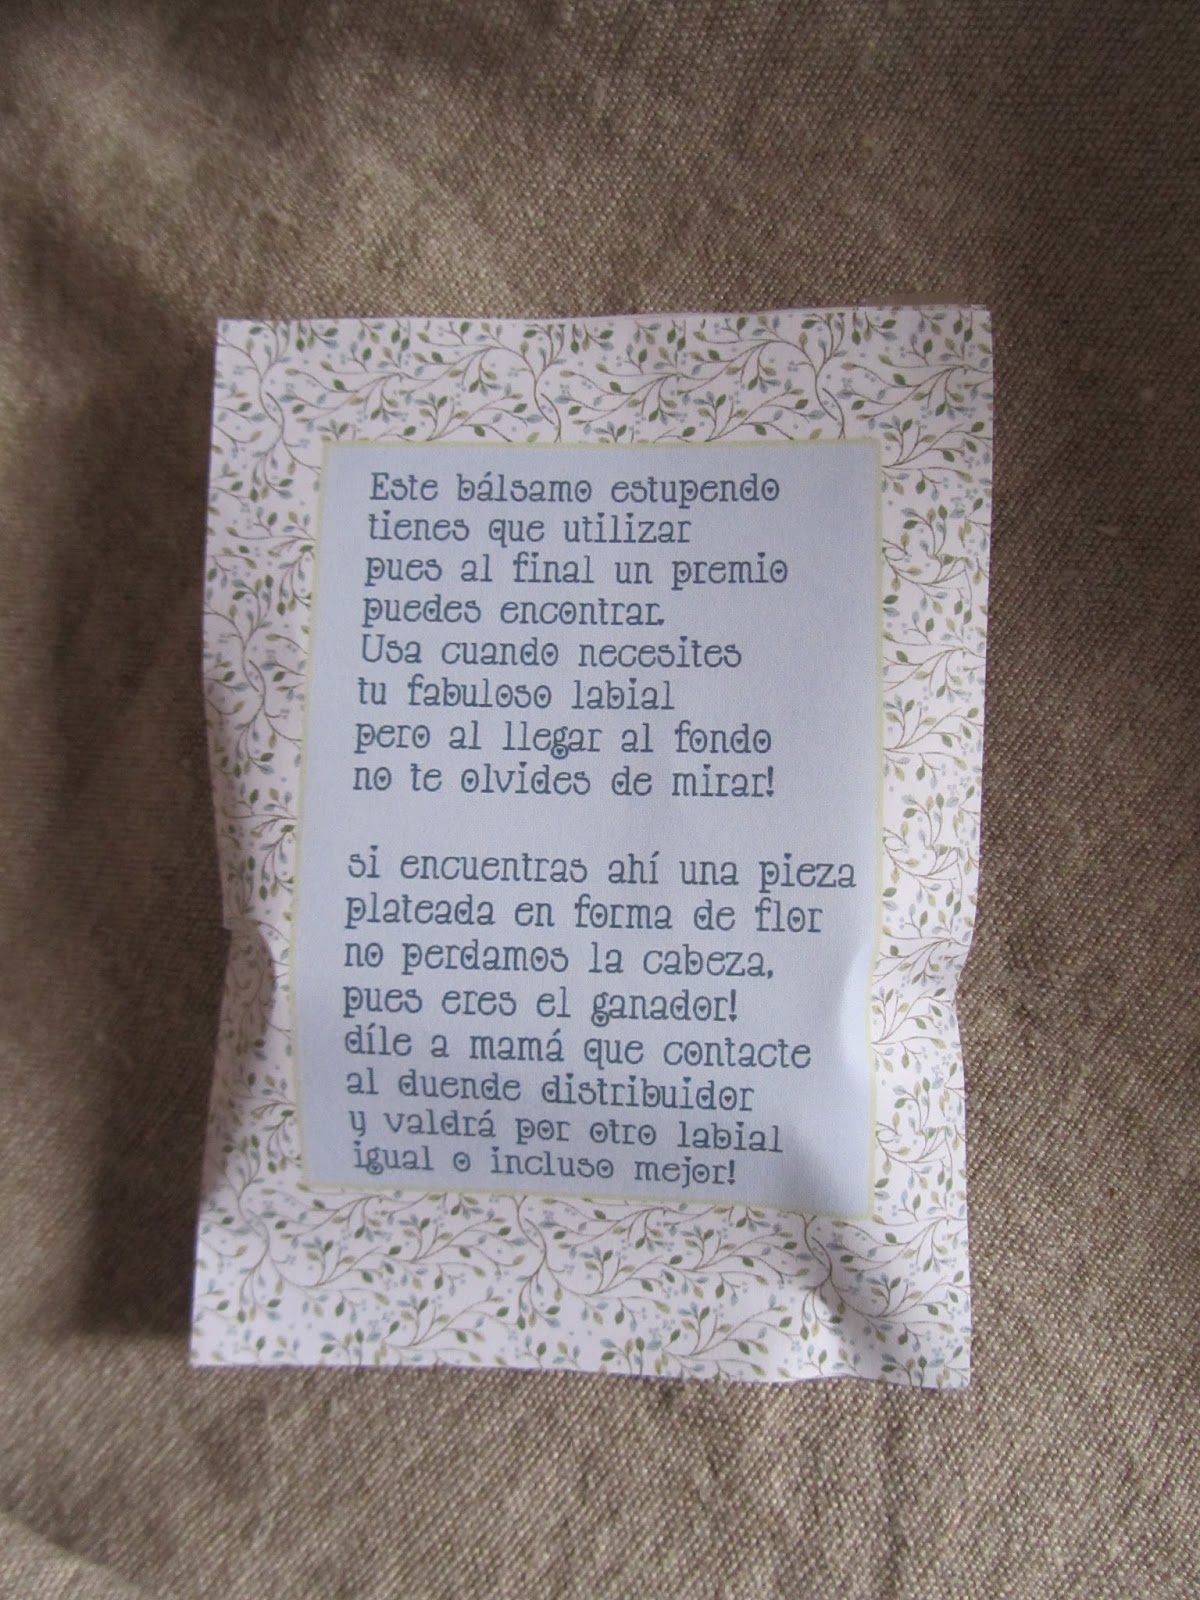 Este bálsamo estupendo
tienes que utilizar
pues al final un premio
puedes encontrar.
Usa cuando necesites
tu fabuloso labial
pero al llegar al fondo
no te olvides de mirar!
si encuentras ahí una pieza
plateada en forma de flor
no perdamos la cabeza,
pues eres el ganador!
díle a mamá que contacte
al duende distribuidor
y valdrá por otro labial
igual o incluso mejor!